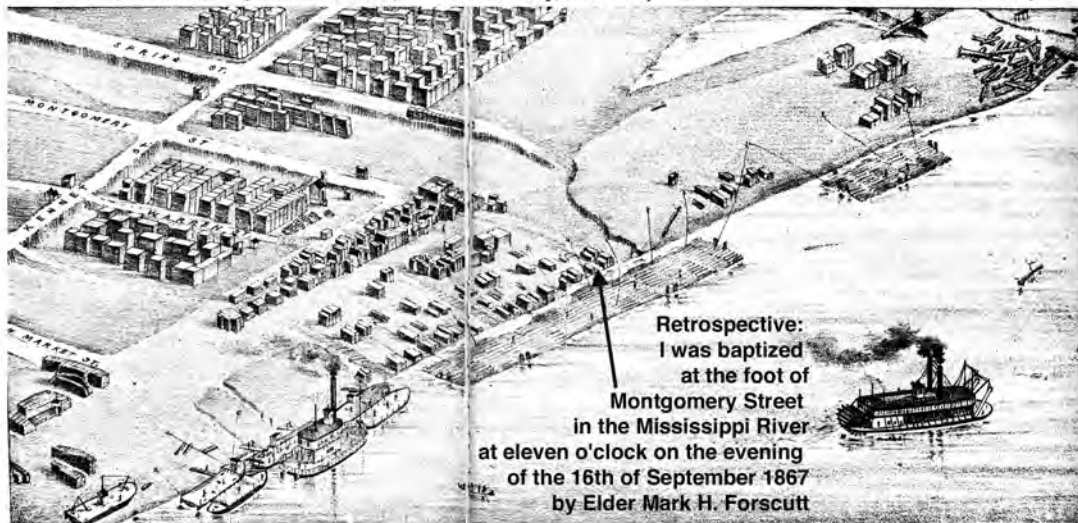 SPRING ST.
MONTGOMERY ST
MARKET ST.
Retrospective:
I was baptized
at the foot of
Montgomery Street
in the Mississippi River
at eleven o'clock on the evening
of the 16th of September 1867
by Elder Mark H. Forscutt